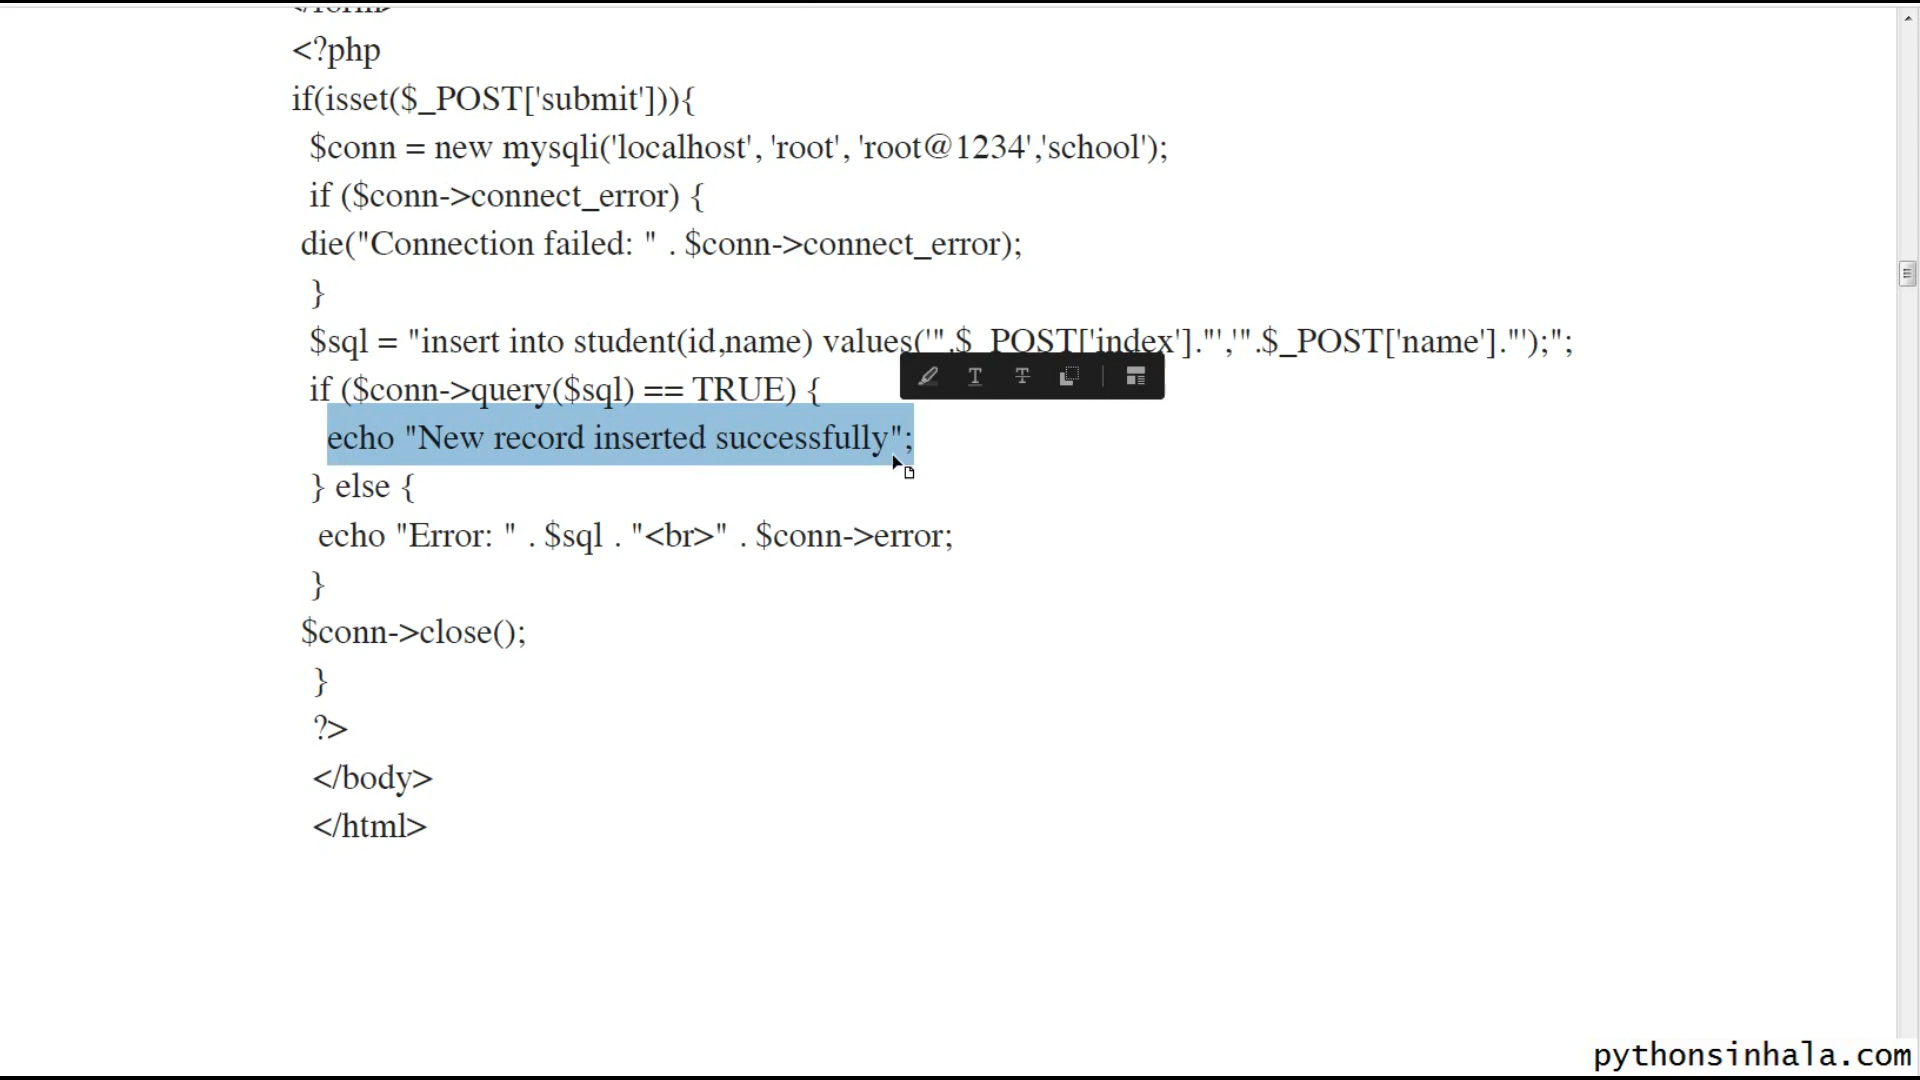 </form>
<?php
if(isset($_POST['submit'])){
$conn = new mysqli('localhost', 'root', 'root@1234','school');
if ($conn->connect_error) {
die("Connection failed: " . $conn->connect_error);
}
$sql = "insert into student(id,name) values('".$_POST['index']."','".$_POST['name']."');";
if ($conn->query($sql) == TRUE) {
echo "New record inserted successfully";
} else {
echo "Error: " . $sql . "<br>" . $conn->error;
}
$conn->close();
}
?>
</body>
</html>
pythonsinhala.com